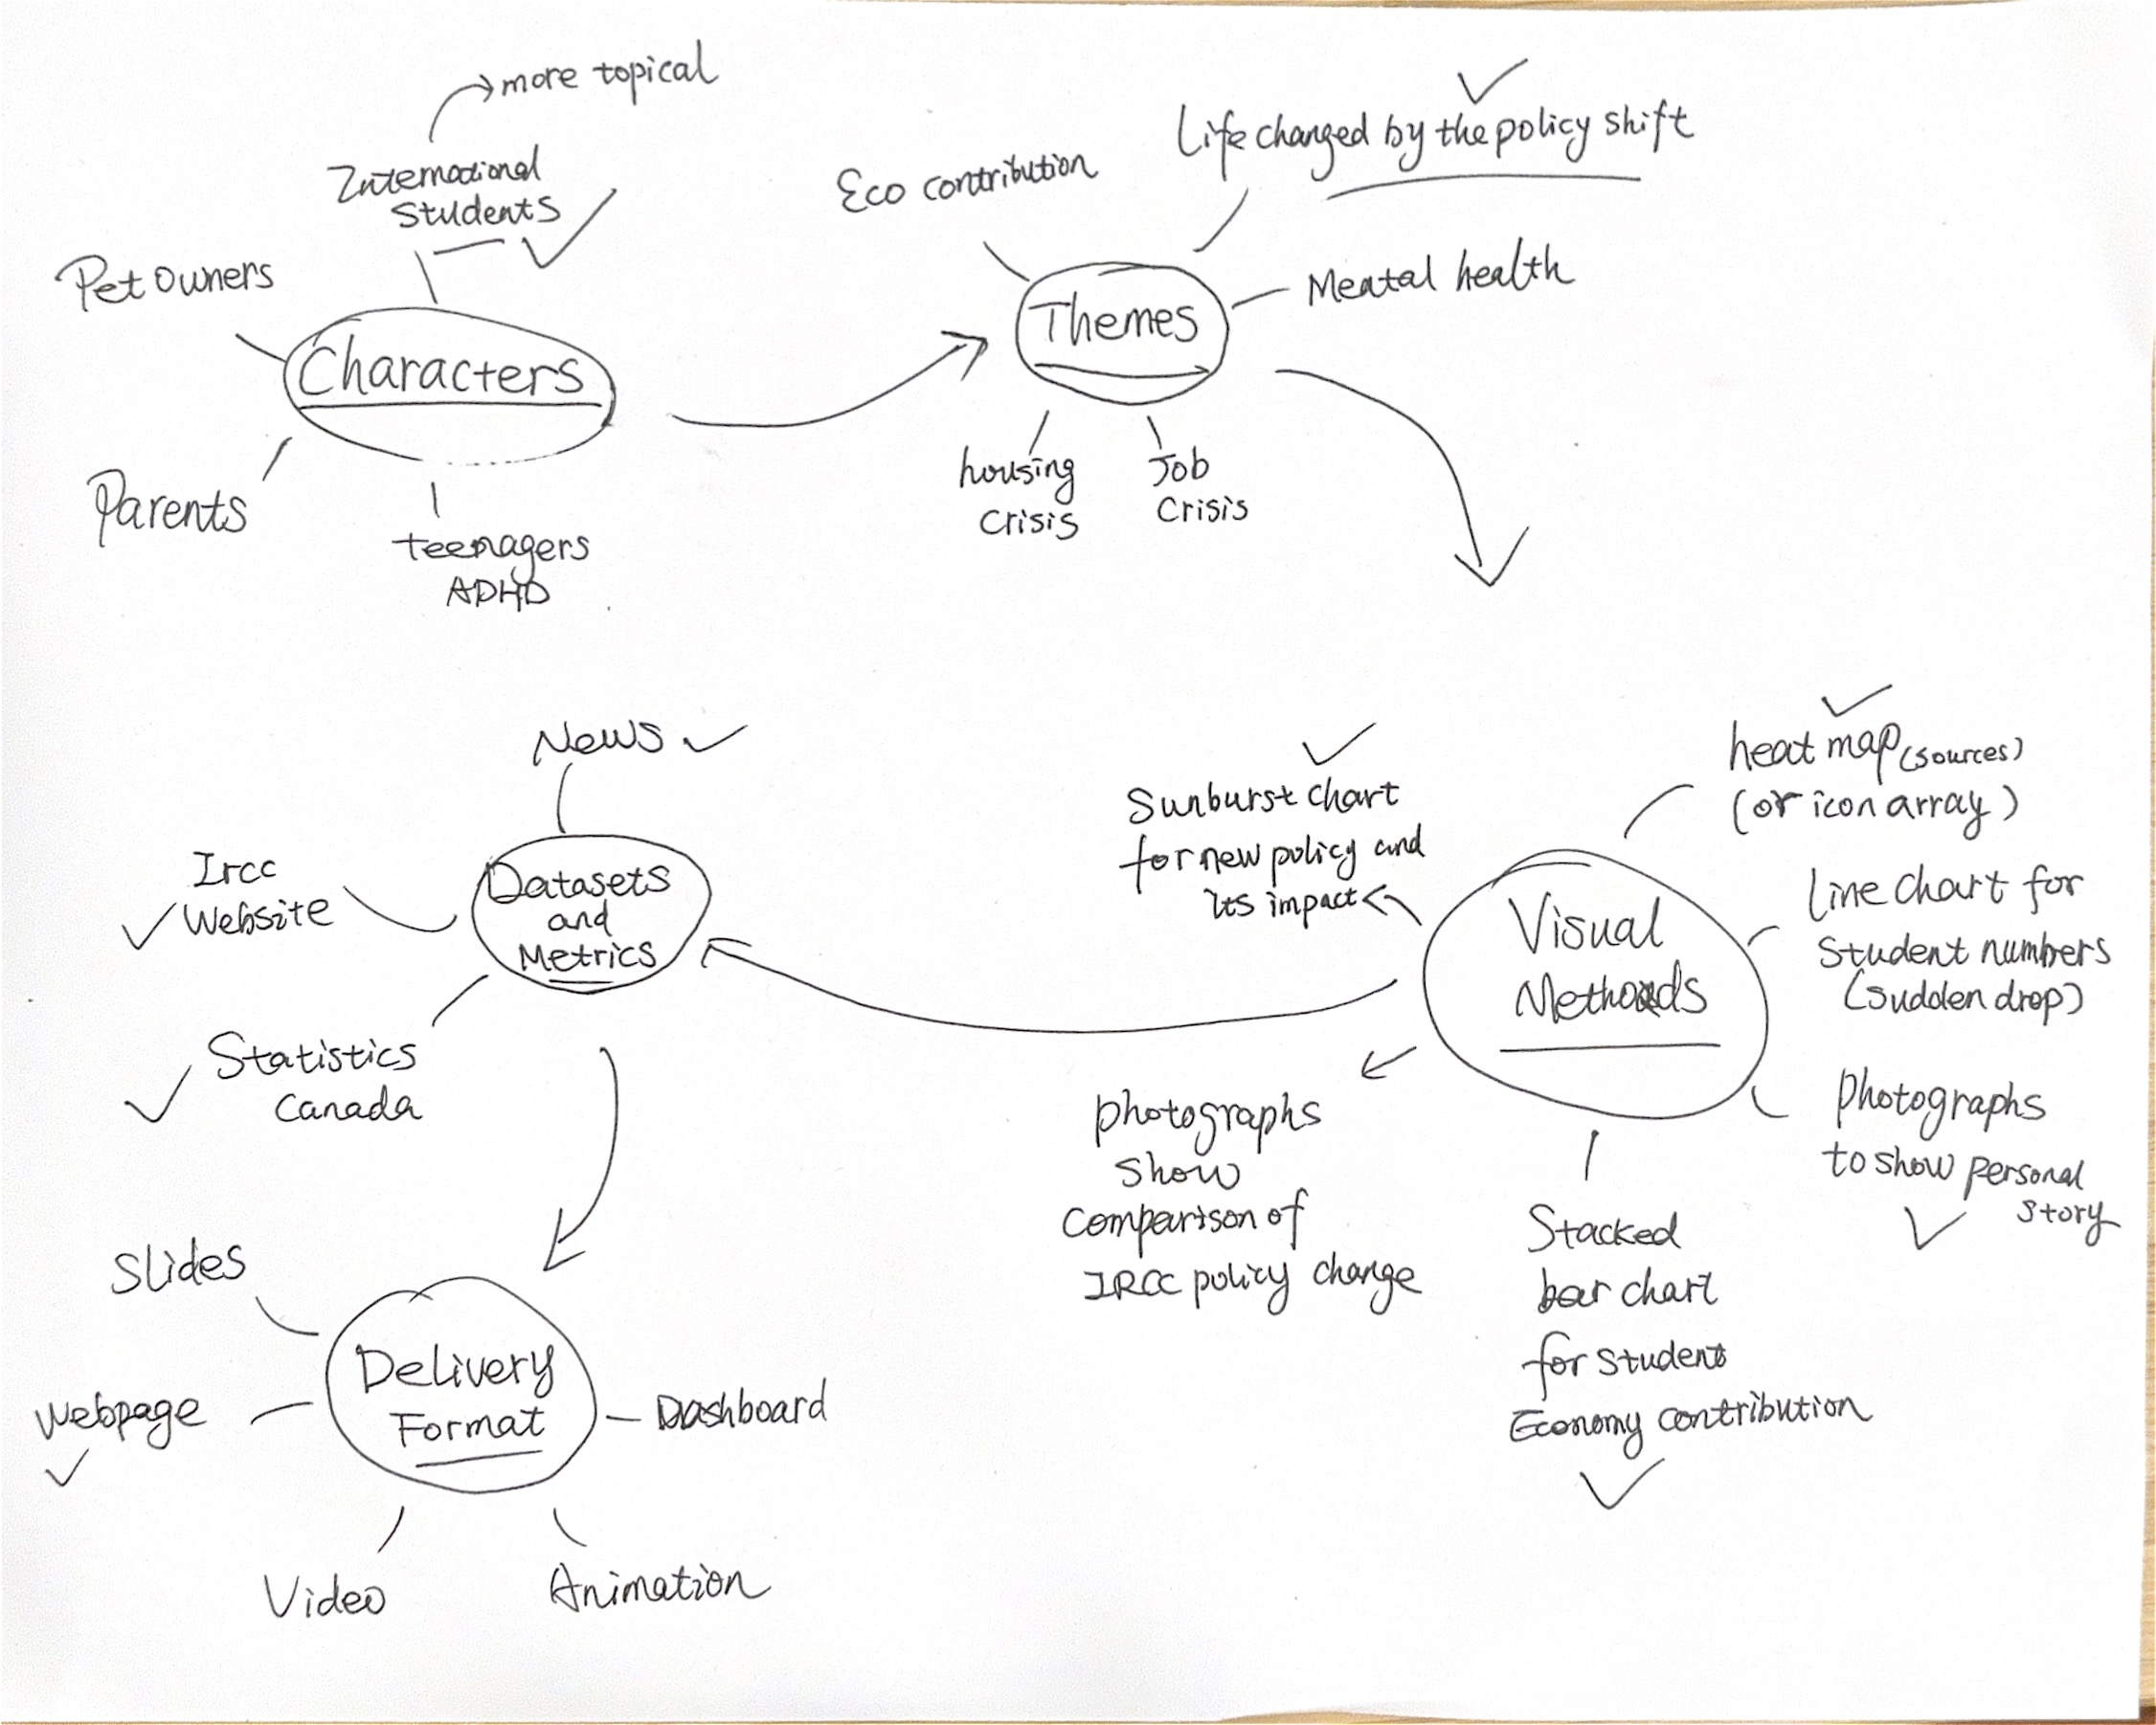 more topical
International
Students
Pet owners
Characters
Parents
teenagers
ADHD
Life changed by the policy shift
Eco contribution
Mental health
Themes
housing
Crisis
Job
Crisis
heat map (sources)
(or icon array)
Sunburst chart
for new policy and
its impact
Line chart for
Student numbers
(sudden drop)
Visual
Methods
Photographs
to show personal
story
photographs
show
comparison of
IRCC policy change
Stacked
bar chart
for student
Economy contribution
News
Ircc
Website
Datasets
and
Metrics
Statistics
Canada
Slides
Webpage
Delivery
Format
Dashboard
Video
Animation